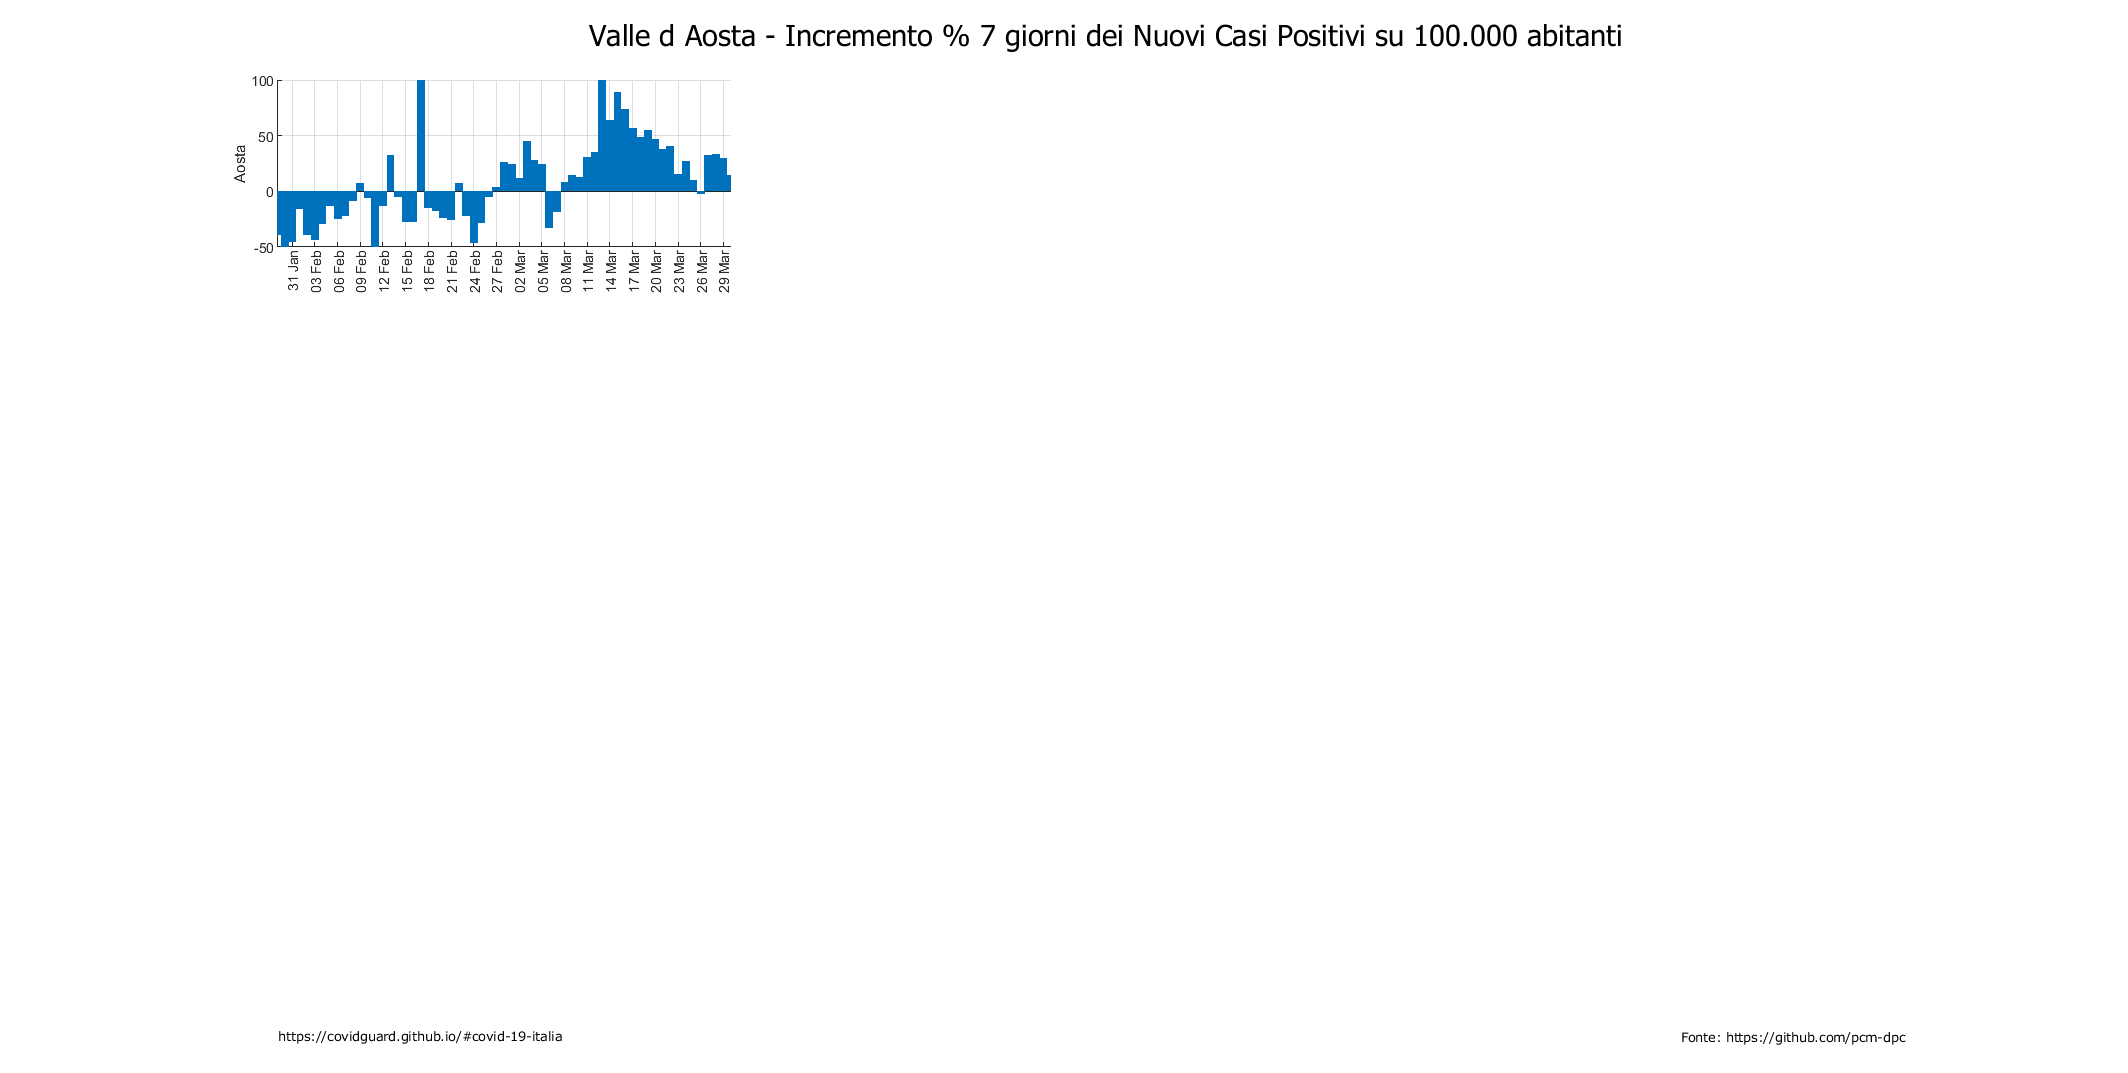 Valle d Aosta - Incremento % 7 giorni dei Nuovi Casi Positivi su 100.000 abitanti
100
50
0
-50
Aosta
31 Jan
03 Feb
06 Feb
09 Feb
12 Feb
15 Feb
18 Feb
21 Feb
24 Feb
27 Feb
02 Mar
05 Mar
08 Mar
11 Mar
14 Mar
17 Mar
20 Mar
23 Mar
26 Mar
29 Mar
https://covidguard.github.io/#covid-19-italia
Fonte: https://github.com/pcm-dpc